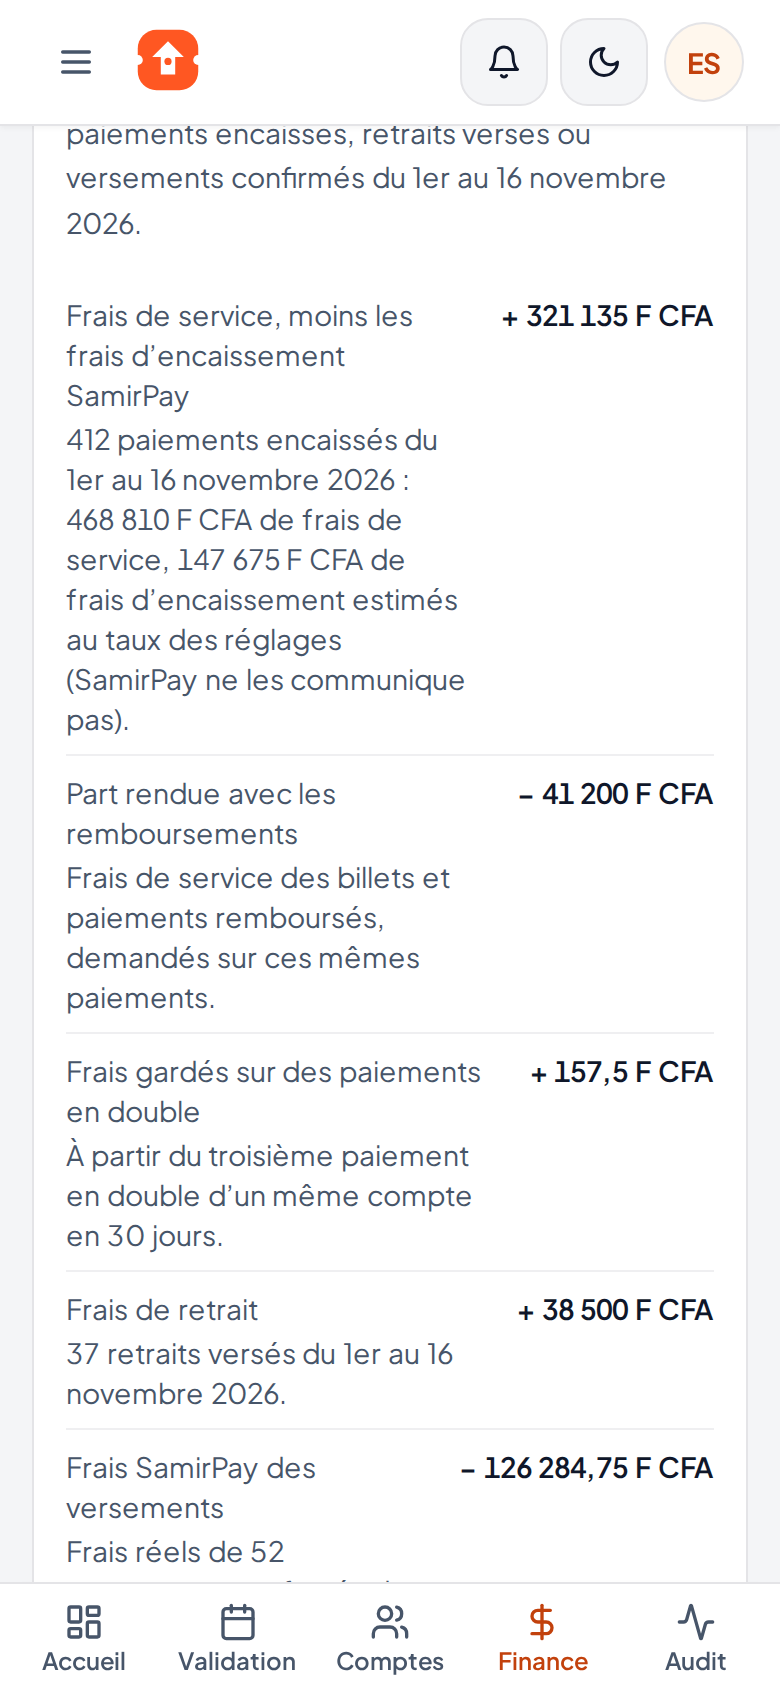 ES
paiements encaissés, retraits versés ou
versements confirmés du 1er au 16 novembre
2026.
Frais de service, moins les
frais d’encaissement
SamirPay
+ 321 135 F CFA
412 paiements encaissés du
1er au 16 novembre 2026 :
468 810 F CFA de frais de
service, 147 675 F CFA de
frais d’encaissement estimés
au taux des réglages
(SamirPay ne les communique
pas).
Part rendue avec les
remboursements
− 41 200 F CFA
Frais de service des billets et
paiements remboursés,
demandés sur ces mêmes
paiements.
Frais gardés sur des paiements
en double
+ 157,5 F CFA
À partir du troisième paiement
en double d’un même compte
en 30 jours.
Frais de retrait
+ 38 500 F CFA
37 retraits versés du 1er au 16
novembre 2026.
Frais SamirPay des
versements
− 126 284,75 F CFA
Frais réels de 52
Accueil
Validation
Comptes
Finance
Audit